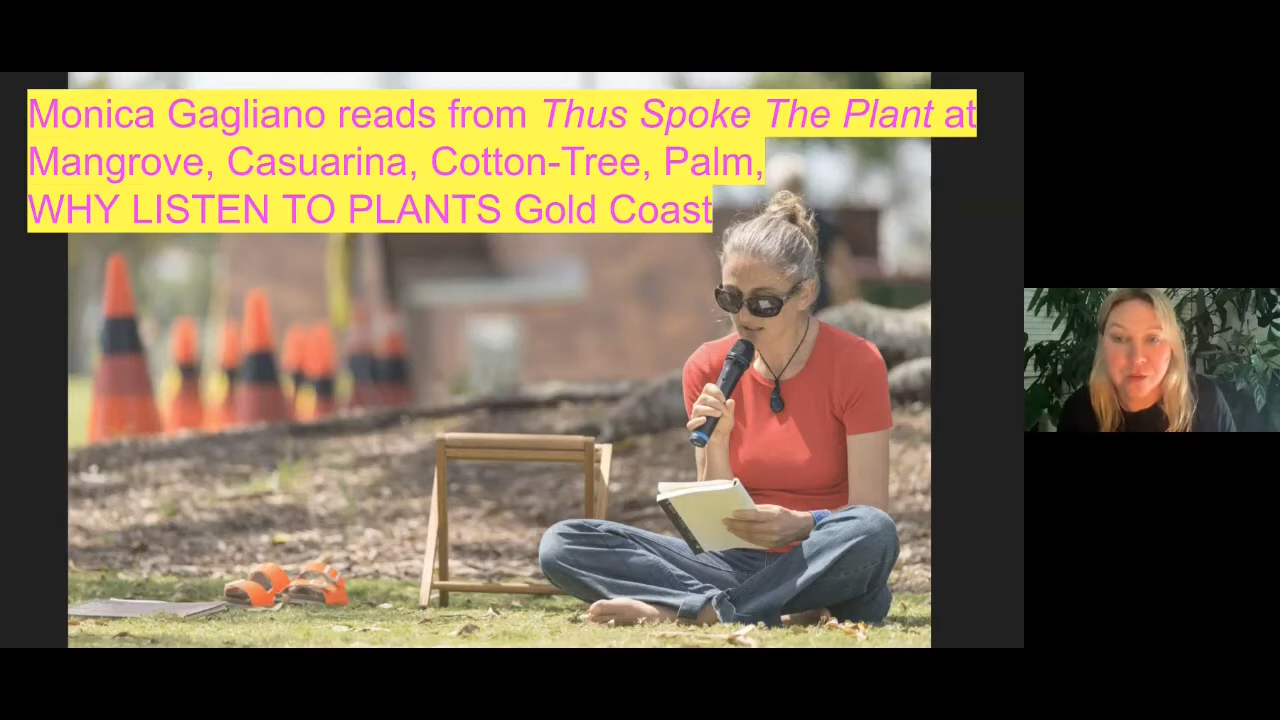 Monica Gagliano reads from Thus Spoke The Plant at
Mangrove, Casuarina, Cotton-Tree, Palm,
WHY LISTEN TO PLANTS Gold Coast